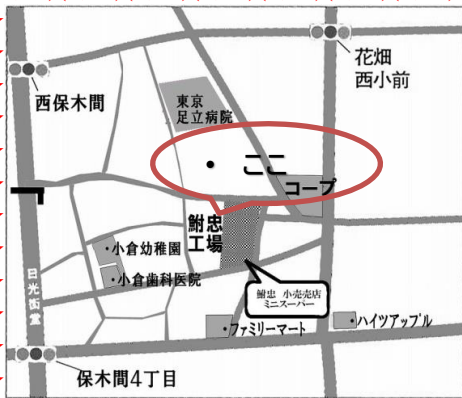 花畑
西小前
西保木間
東京
足立病院
・ ここ
コープ
鮒忠
工場
・小倉幼稚園
・小倉歯科医院
日光街道
鮒忠 小売売店
ミニスーパー
・ファミリーマート
・ハイツアップル
保木間4丁目